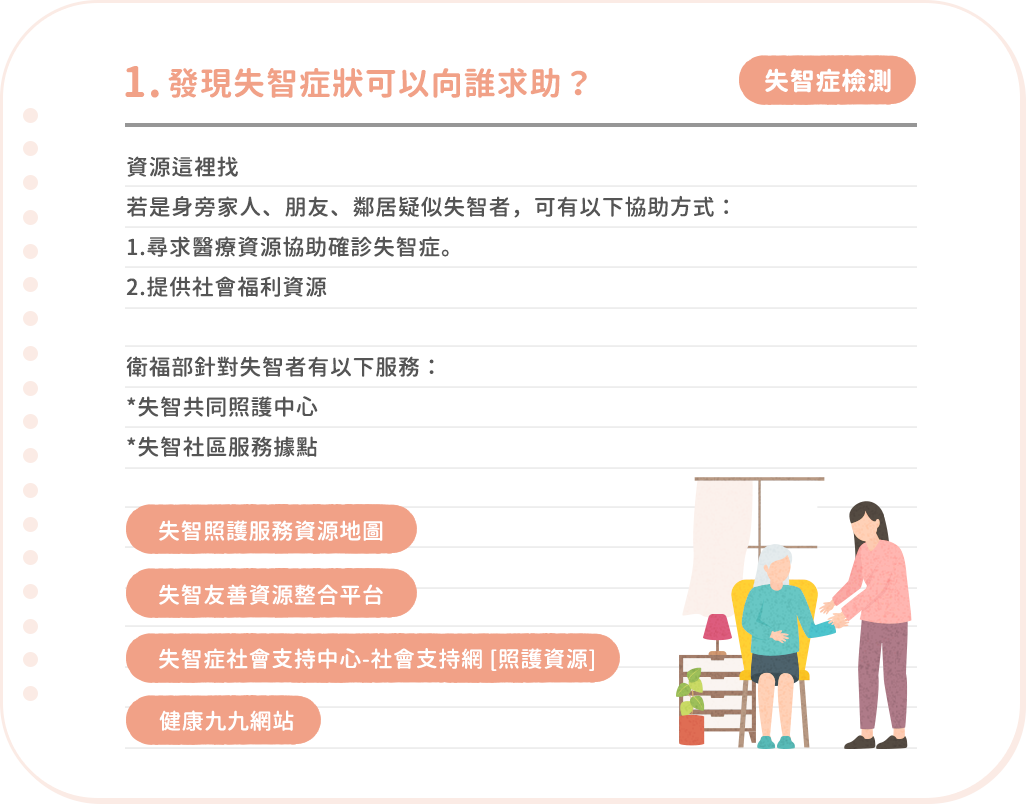 1.發現失智症狀可以向誰求助？
失智症檢測
資源這裡找
若是身旁家人、朋友、鄰居疑似失智者，可有以下協助方式：
1.尋求醫療資源協助確診失智症。
2.提供社會福利資源
衛福部針對失智者有以下服務：
*失智共同照護中心
*失智社區服務據點
失智照護服務資源地圖
失智友善資源整合平台
失智症社會支持中心-社會支持網 [照護資源]
健康九九網站